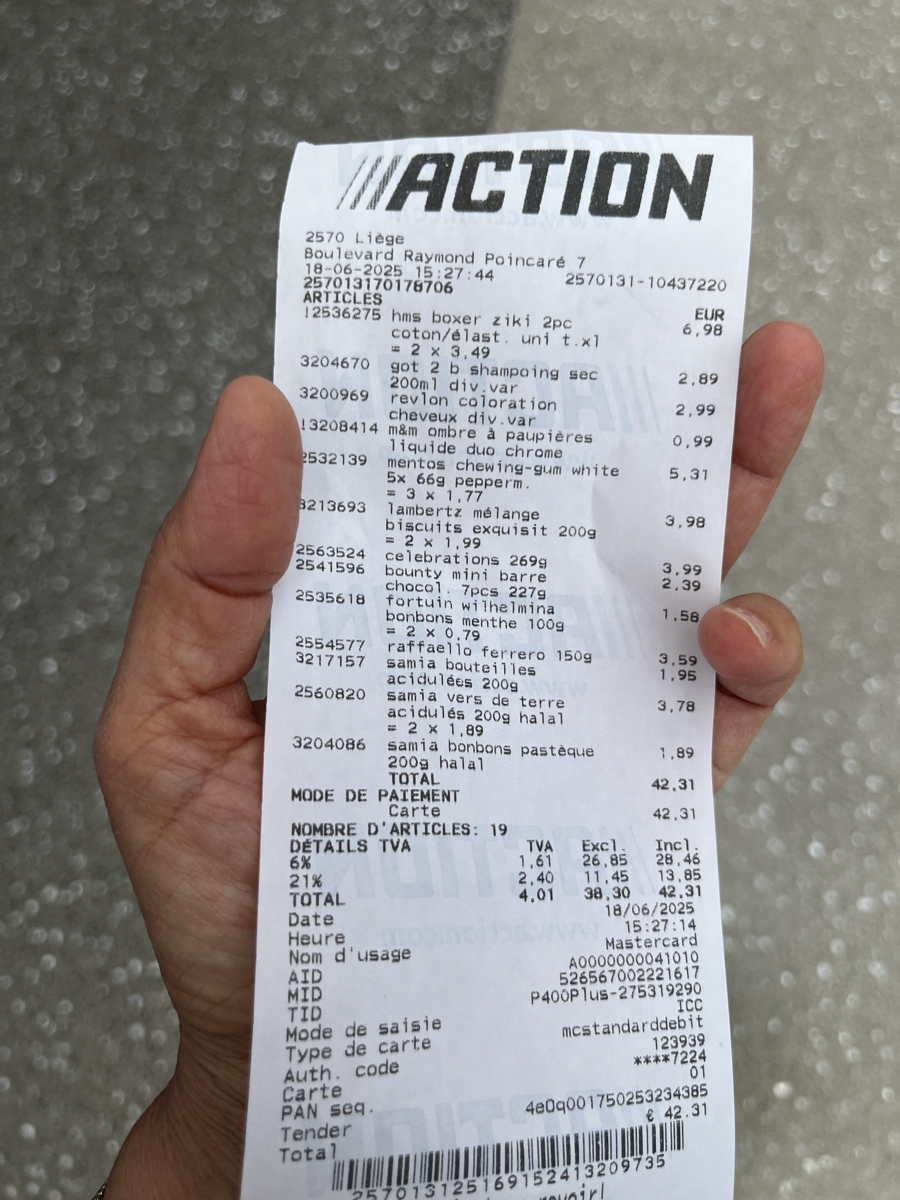 ///ACTION
2570 Liège
Boulevard Raymond Poincaré 7
18-06-2025 15:27:44 2570131-10437220
257013170178706
ARTICLES EUR
!2536275 hms boxer ziki 2pc 6,98
coton/élast. uni t.xl
= 2 x 3,49
3204670 got 2 b shampoing sec 2,89
200ml div.var
3200969 revlon coloration 2,99
cheveux div.var
!3208414 m&m ombre à paupières 0,99
liquide duo chrome
2532139 mentos chewing-gum white 5,31
5x 66g pepperm.
= 3 x 1,77
3213693 lambertz mélange 3,98
biscuits exquisit 200g
= 2 x 1,99
2563524 celebrations 269g 3,99
2541596 bounty mini barre 2,39
chocol. 7pcs 227g
2535618 fortuin wilhelmina 1,58
bonbons menthe 100g
= 2 x 0,79
2554577 raffaello ferrero 150g 3,59
3217157 samia bouteilles 1,95
acidulées 200g
2560820 samia vers de terre 3,78
acidulés 200g halal
= 2 x 1,89
3204086 samia bonbons pastèque 1,89
200g halal
TOTAL 42,31
MODE DE PAIEMENT
Carte 42,31
NOMBRE D'ARTICLES: 19
DÉTAILS TVA TVA Excl. Incl.
6% 1,61 26,85 28,46
21% 2,40 11,45 13,85
TOTAL 4,01 38,30 42,31
Date 18/06/2025
Heure 15:27:14
Nom d'usage Mastercard
AID A0000000041010
MID 526567002221617
TID P400Plus-275319290
Mode de saisie ICC
Type de carte mcstandarddebit
Auth. code 123939
Carte ****7224
PAN seq. 01
Tender 4e0q001750253234385
Total € 42.31
257013125169152413209735